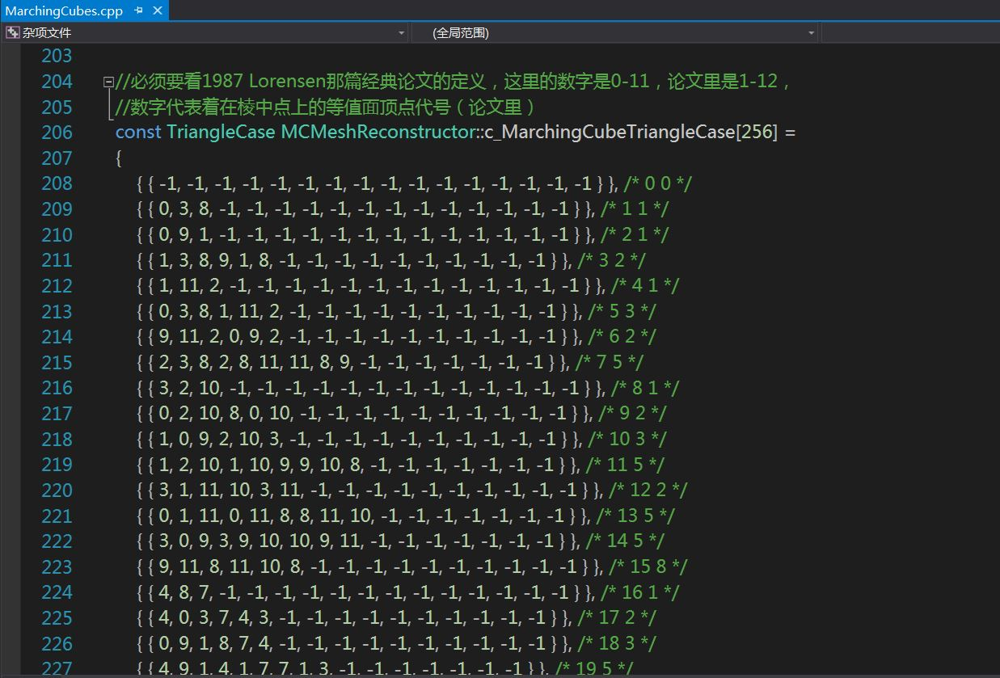 MarchingCubes.cpp
杂项文件
(全局范围)
203
204 //必须要看1987 Lorensen那篇经典论文的定义，这里的数字是0-11，论文里是1-12，
205 //数字代表着在棱中点上的等值面顶点代号（论文里）
206 const TriangleCase MCMeshReconstructor::c_MarchingCubeTriangleCase[256] =
207 {
208 { { -1, -1, -1, -1, -1, -1, -1, -1, -1, -1, -1, -1, -1, -1, -1, -1 } }, /* 0 0 */
209 { { 0, 3, 8, -1, -1, -1, -1, -1, -1, -1, -1, -1, -1, -1, -1, -1 } }, /* 1 1 */
210 { { 0, 9, 1, -1, -1, -1, -1, -1, -1, -1, -1, -1, -1, -1, -1, -1 } }, /* 2 1 */
211 { { 1, 3, 8, 9, 1, 8, -1, -1, -1, -1, -1, -1, -1, -1, -1, -1 } }, /* 3 2 */
212 { { 1, 11, 2, -1, -1, -1, -1, -1, -1, -1, -1, -1, -1, -1, -1, -1 } }, /* 4 1 */
213 { { 0, 3, 8, 1, 11, 2, -1, -1, -1, -1, -1, -1, -1, -1, -1, -1 } }, /* 5 3 */
214 { { 9, 11, 2, 0, 9, 2, -1, -1, -1, -1, -1, -1, -1, -1, -1, -1 } }, /* 6 2 */
215 { { 2, 3, 8, 2, 8, 11, 11, 8, 9, -1, -1, -1, -1, -1, -1, -1 } }, /* 7 5 */
216 { { 3, 2, 10, -1, -1, -1, -1, -1, -1, -1, -1, -1, -1, -1, -1, -1 } }, /* 8 1 */
217 { { 0, 2, 10, 8, 0, 10, -1, -1, -1, -1, -1, -1, -1, -1, -1, -1 } }, /* 9 2 */
218 { { 1, 0, 9, 2, 10, 3, -1, -1, -1, -1, -1, -1, -1, -1, -1, -1 } }, /* 10 3 */
219 { { 1, 2, 10, 1, 10, 9, 9, 10, 8, -1, -1, -1, -1, -1, -1, -1 } }, /* 11 5 */
220 { { 3, 1, 11, 10, 3, 11, -1, -1, -1, -1, -1, -1, -1, -1, -1, -1 } }, /* 12 2 */
221 { { 0, 1, 11, 0, 11, 8, 8, 11, 10, -1, -1, -1, -1, -1, -1, -1 } }, /* 13 5 */
222 { { 3, 0, 9, 3, 9, 10, 10, 9, 11, -1, -1, -1, -1, -1, -1, -1 } }, /* 14 5 */
223 { { 9, 11, 8, 11, 10, 8, -1, -1, -1, -1, -1, -1, -1, -1, -1, -1 } }, /* 15 8 */
224 { { 4, 8, 7, -1, -1, -1, -1, -1, -1, -1, -1, -1, -1, -1, -1, -1 } }, /* 16 1 */
225 { { 4, 0, 3, 7, 4, 3, -1, -1, -1, -1, -1, -1, -1, -1, -1, -1 } }, /* 17 2 */
226 { { 0, 9, 1, 8, 7, 4, -1, -1, -1, -1, -1, -1, -1, -1, -1, -1 } }, /* 18 3 */
227 { { 4, 9, 1, 4, 1, 7, 7, 1, 3, -1, -1, -1, -1, -1, -1, -1 } }, /* 19 5 */